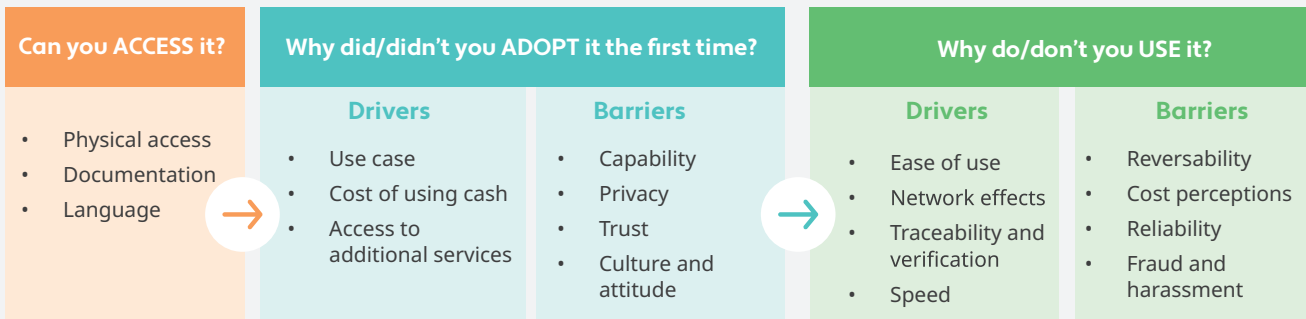 Can you ACCESS it?
Physical access
Documentation
Language
Why did/didn't you ADOPT it the first time?
Drivers
Use case
Cost of using cash
Access to
additional services
Barriers
Capability
Privacy
Trust
Culture and
attitude
Why do/don't you USE it?
Drivers
Ease of use
Network effects
Traceability and
verification
Speed
Barriers
Reversability
Cost perceptions
Reliability
Fraud and
harassment